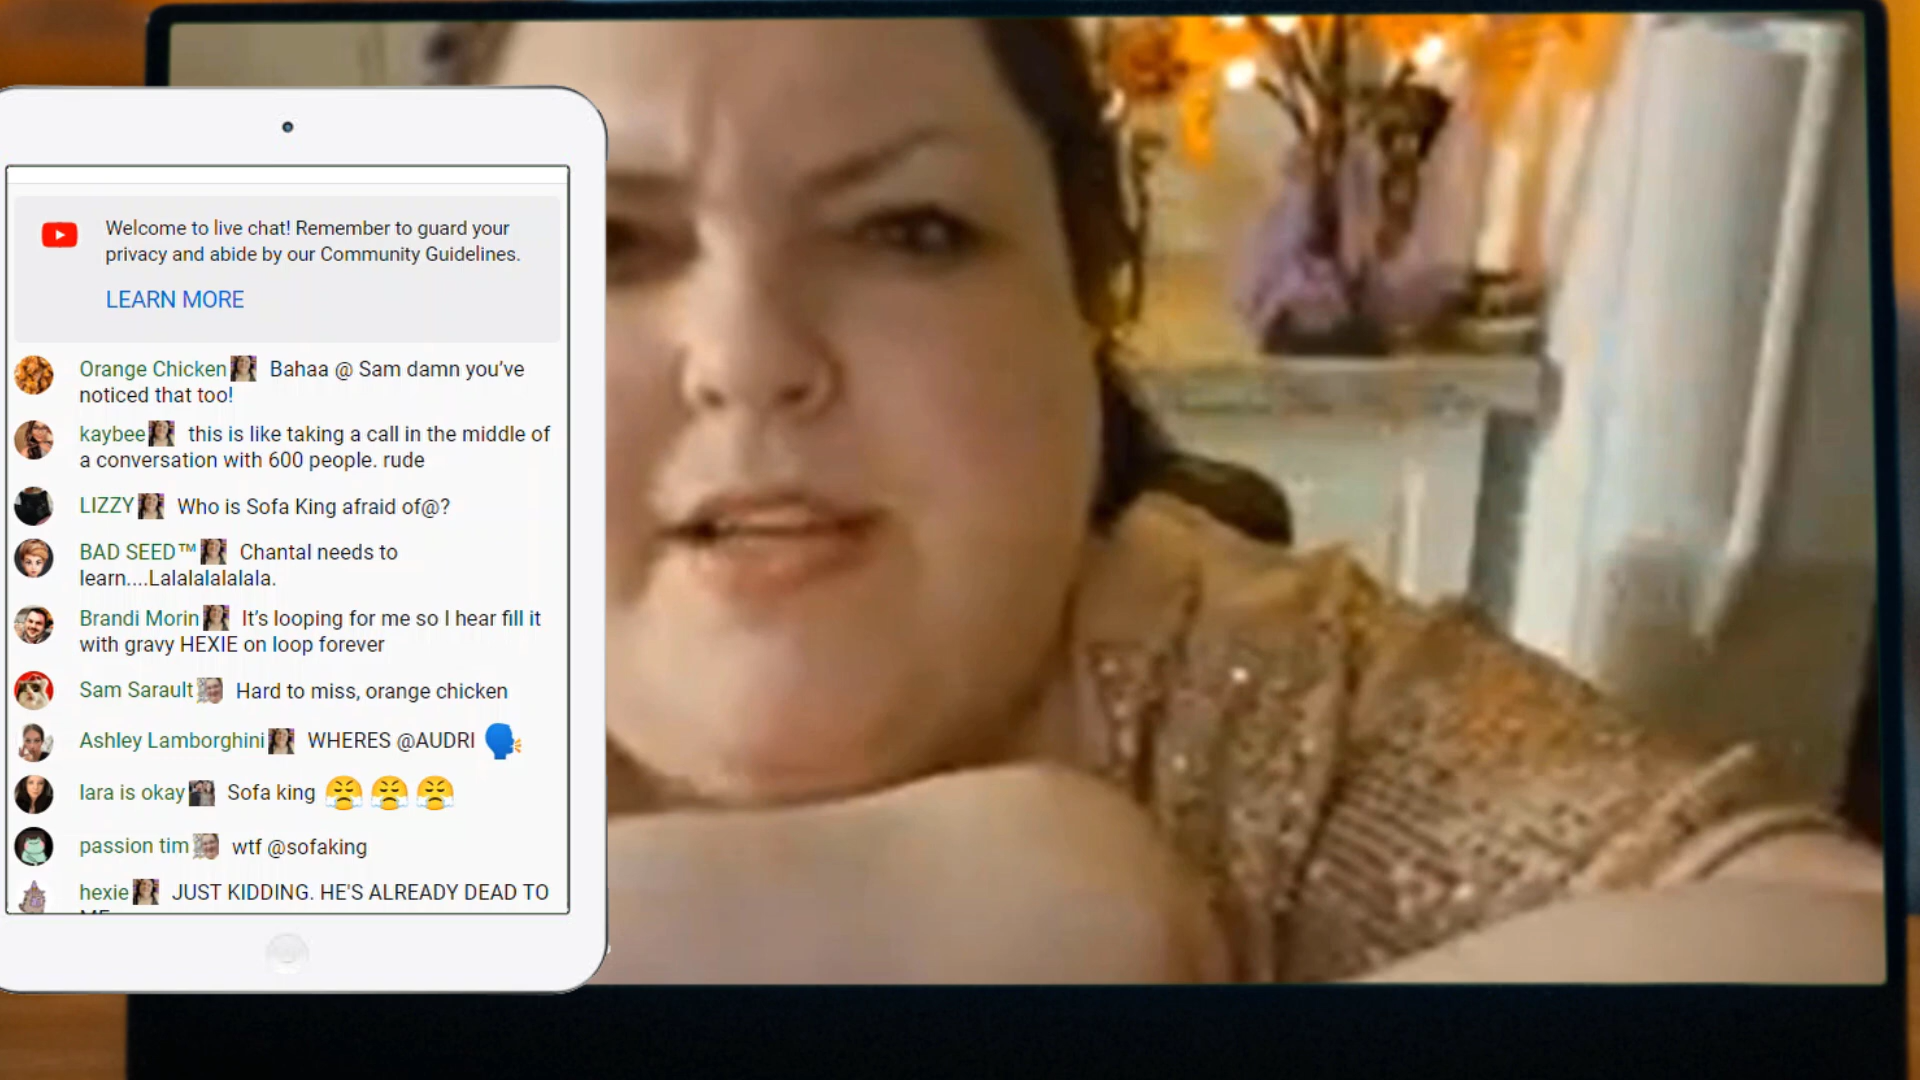 Welcome to live chat! Remember to guard your
privacy and abide by our Community Guidelines.
LEARN MORE
Orange Chicken Bahaa @ Sam damn you've
noticed that too!
kaybee this is like taking a call in the middle of
a conversation with 600 people. rude
LIZZY Who is Sofa King afraid of@?
BAD SEED™ Chantal needs to
learn....Lalalalalalala.
Brandi Morin It's looping for me so I hear fill it
with gravy HEXIE on loop forever
Sam Sarault Hard to miss, orange chicken
Ashley Lamborghini WHERES @AUDRI 🗣
lara is okay Sofa king 😤 😤 😤
passion tim wtf @sofaking
hexie JUST KIDDING. HE'S ALREADY DEAD TO